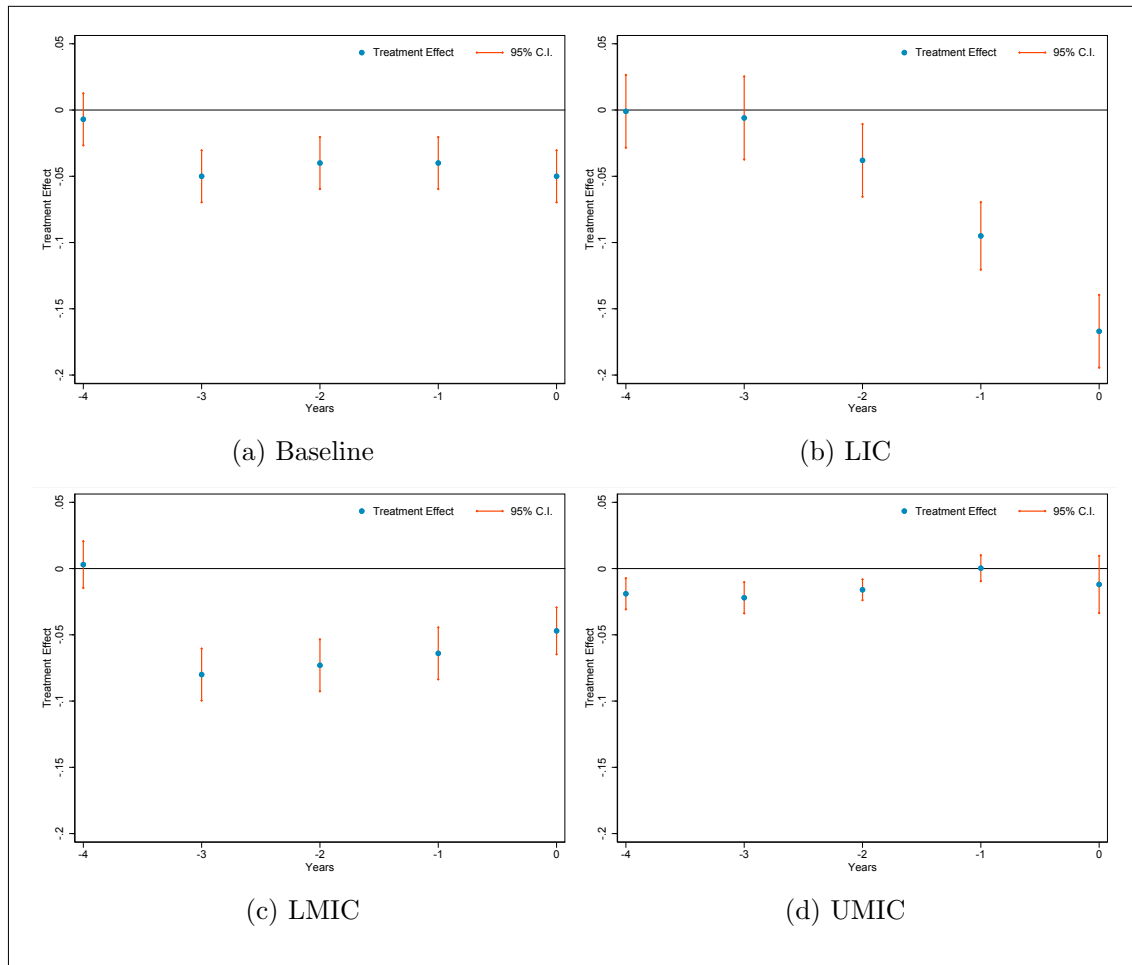 Treatment Effect 95% C.I.
.05
0
-.05
-.1
-.15
-.2
Treatment Effect
-4 -3 -2 -1 0
Years
(a) Baseline
Treatment Effect 95% C.I.
.05
0
-.05
-.1
-.15
-.2
Treatment Effect
-4 -3 -2 -1 0
Years
(b) LIC
Treatment Effect 95% C.I.
.05
0
-.05
-.1
-.15
-.2
Treatment Effect
-4 -3 -2 -1 0
Years
(c) LMIC
Treatment Effect 95% C.I.
.05
0
-.05
-.1
-.15
-.2
Treatment Effect
-4 -3 -2 -1 0
Years
(d) UMIC